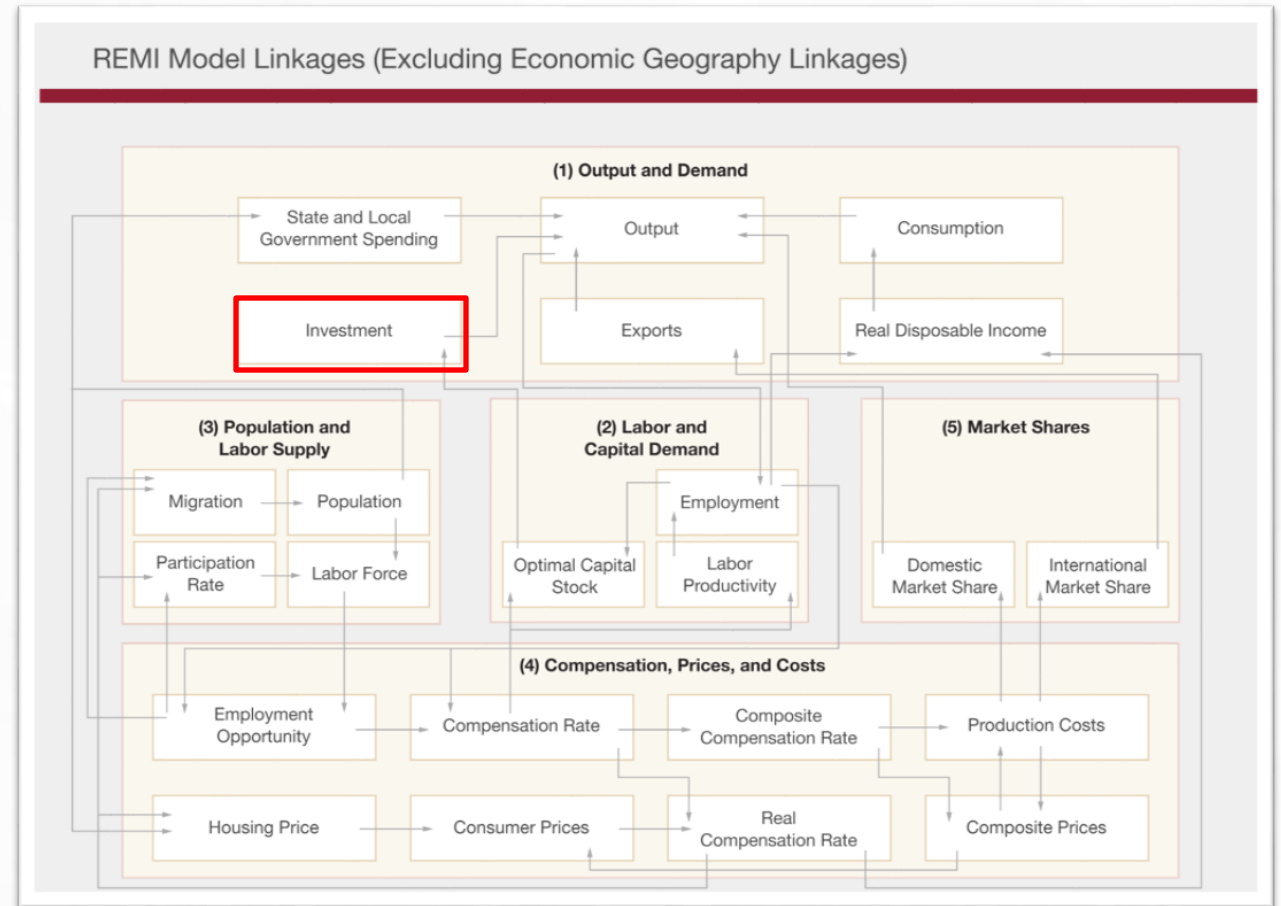 REMI Model Linkages (Excluding Economic Geography Linkages)
(1) Output and Demand
State and Local
Government Spending
Output
Consumption
Investment
Exports
Real Disposable Income
(3) Population and
Labor Supply
Migration
Population
Participation
Rate
Labor Force
(2) Labor and
Capital Demand
Employment
Optimal Capital
Stock
Labor
Productivity
(5) Market Shares
Domestic
Market Share
International
Market Share
(4) Compensation, Prices, and Costs
Employment
Opportunity
Compensation Rate
Composite
Compensation Rate
Production Costs
Housing Price
Consumer Prices
Real
Compensation Rate
Composite Prices